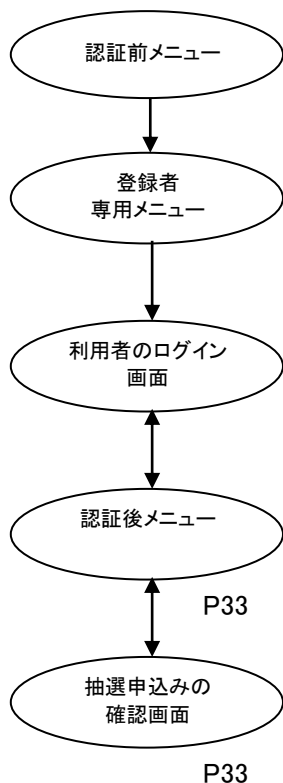 認証前メニュー
登録者
専用メニュー
利用者のログイン
画面
認証後メニュー
P33
抽選申込みの
確認画面
P33